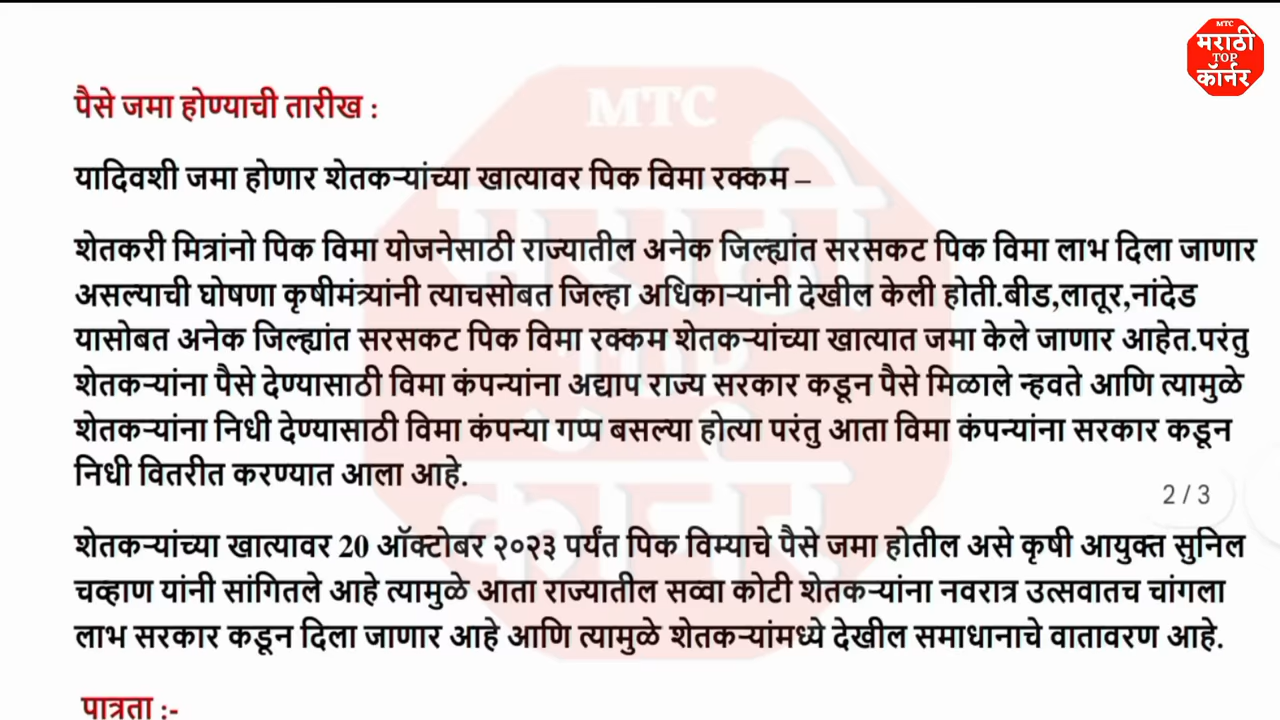 MTC
मराठी
TOP
कॉर्नर
पैसे जमा होण्याची तारीख :
MTC
यादिवशी जमा होणार शेतकऱ्यांच्या खात्यावर पिक विमा रक्कम –
मराठी
शेतकरी मित्रांनो पिक विमा योजनेसाठी राज्यातील अनेक जिल्ह्यांत सरसकट पिक विमा लाभ दिला जाणार
असल्याची घोषणा कृषीमंत्र्यांनी त्याचसोबत जिल्हा अधिकाऱ्यांनी देखील केली होती.बीड,लातूर,नांदेड
यासोबत अनेक जिल्ह्यांत सरसकट पिक विमा रक्कम शेतकऱ्यांच्या खात्यात जमा केले जाणार आहेत.परंतु
TOP
शेतकऱ्यांना पैसे देण्यासाठी विमा कंपन्यांना अद्याप राज्य सरकार कडून पैसे मिळाले न्हवते आणि त्यामुळे
शेतकऱ्यांना निधी देण्यासाठी विमा कंपन्या गप्प बसल्या होत्या परंतु आता विमा कंपन्यांना सरकार कडून
निधी वितरीत करण्यात आला आहे.
कॉर्नर
2 / 3
शेतकऱ्यांच्या खात्यावर 20 ऑक्टोबर २०२३ पर्यंत पिक विम्याचे पैसे जमा होतील असे कृषी आयुक्त सुनिल
चव्हाण यांनी सांगितले आहे त्यामुळे आता राज्यातील सव्वा कोटी शेतकऱ्यांना नवरात्र उत्सवातच चांगला
लाभ सरकार कडून दिला जाणार आहे आणि त्यामुळे शेतकऱ्यांमध्ये देखील समाधानाचे वातावरण आहे.
पात्रता :-